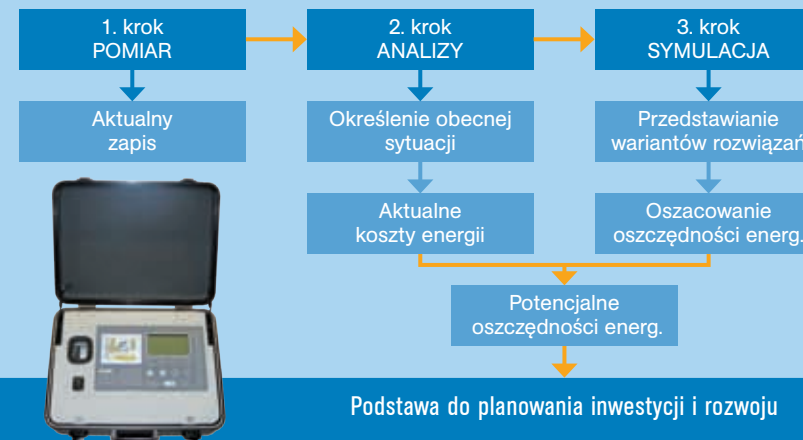 1. krok
POMIAR
2. krok
ANALIZY
3. krok
SYMULACJA
Aktualny
zapis
Określenie obecnej
sytuacji
Przedstawianie
wariantów rozwiązań
Aktualne
koszty energii
Oszacowanie
oszczędności energ.
Potencjalne
oszczędności energ.
Podstawa do planowania inwestycji i rozwoju